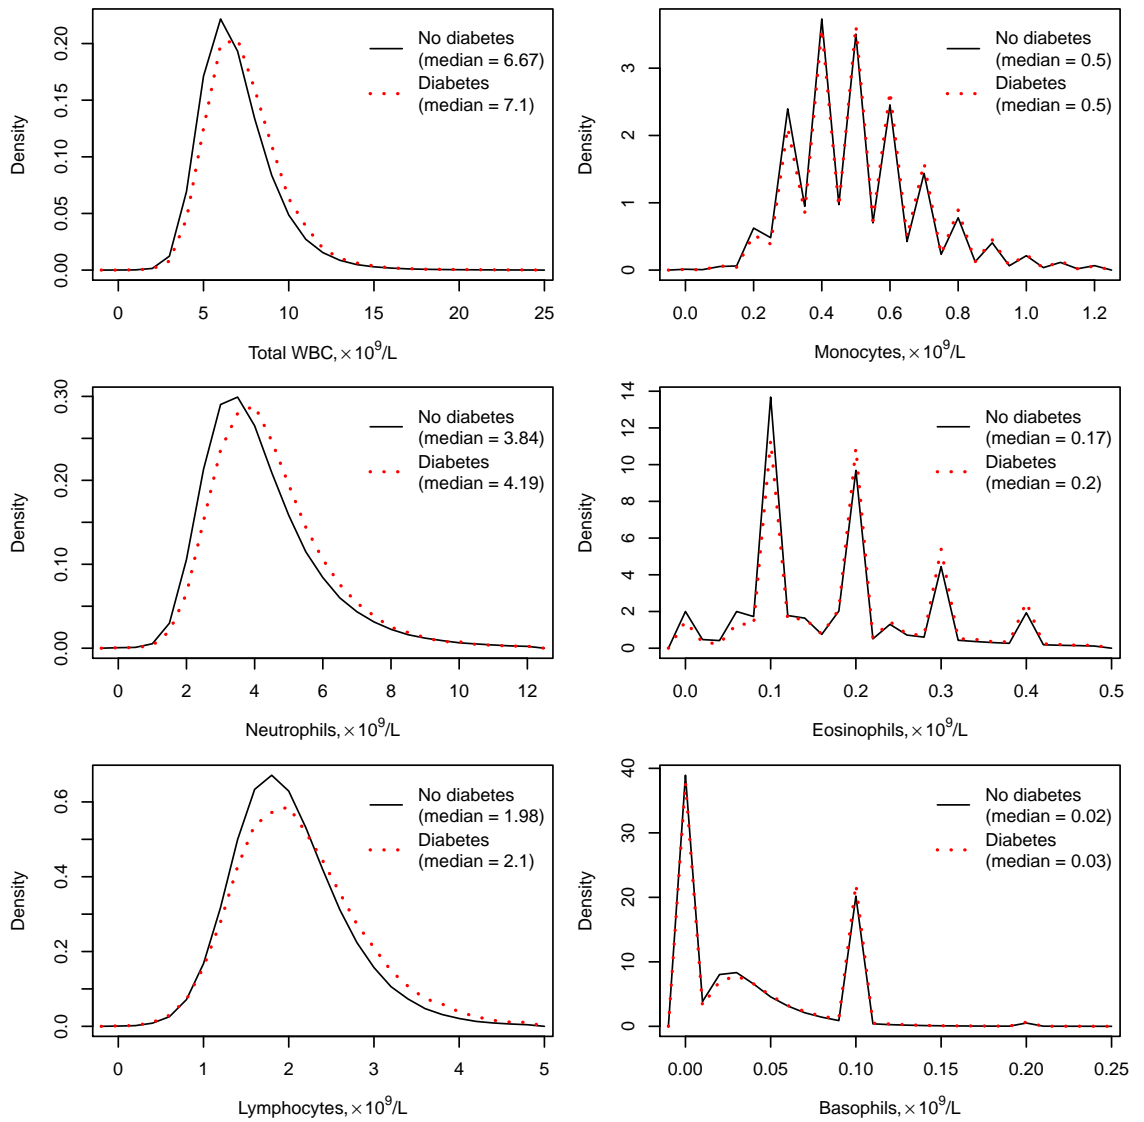 No diabetes
(median = 6.67)
Diabetes
(median = 7.1)
Density
0.00
0.05
0.10
0.15
0.20
0 5 10 15 20 25
Total WBC, ×10⁹/L
No diabetes
(median = 0.5)
Diabetes
(median = 0.5)
Density
0
1
2
3
0.0 0.2 0.4 0.6 0.8 1.0 1.2
Monocytes, ×10⁹/L
No diabetes
(median = 3.84)
Diabetes
(median = 4.19)
Density
0.00
0.10
0.20
0.30
0 2 4 6 8 10 12
Neutrophils, ×10⁹/L
No diabetes
(median = 0.17)
Diabetes
(median = 0.2)
Density
0
2
4
6
8
10
12
14
0.0 0.1 0.2 0.3 0.4 0.5
Eosinophils, ×10⁹/L
No diabetes
(median = 1.98)
Diabetes
(median = 2.1)
Density
0.0
0.2
0.4
0.6
0 1 2 3 4 5
Lymphocytes, ×10⁹/L
No diabetes
(median = 0.02)
Diabetes
(median = 0.03)
Density
0
10
20
30
40
0.00 0.05 0.10 0.15 0.20 0.25
Basophils, ×10⁹/L